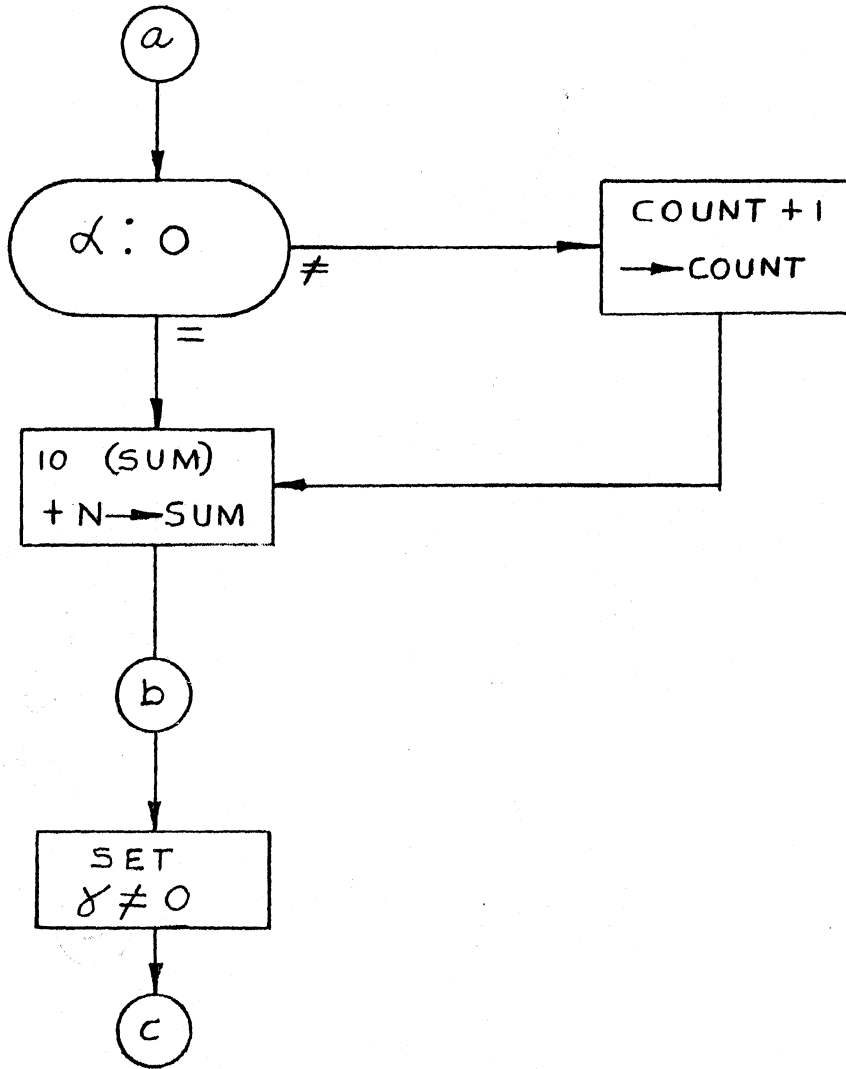 a
α : 0
≠
=
COUNT + 1
→ COUNT
10 (SUM)
+ N → SUM
b
SET
γ ≠ 0
c